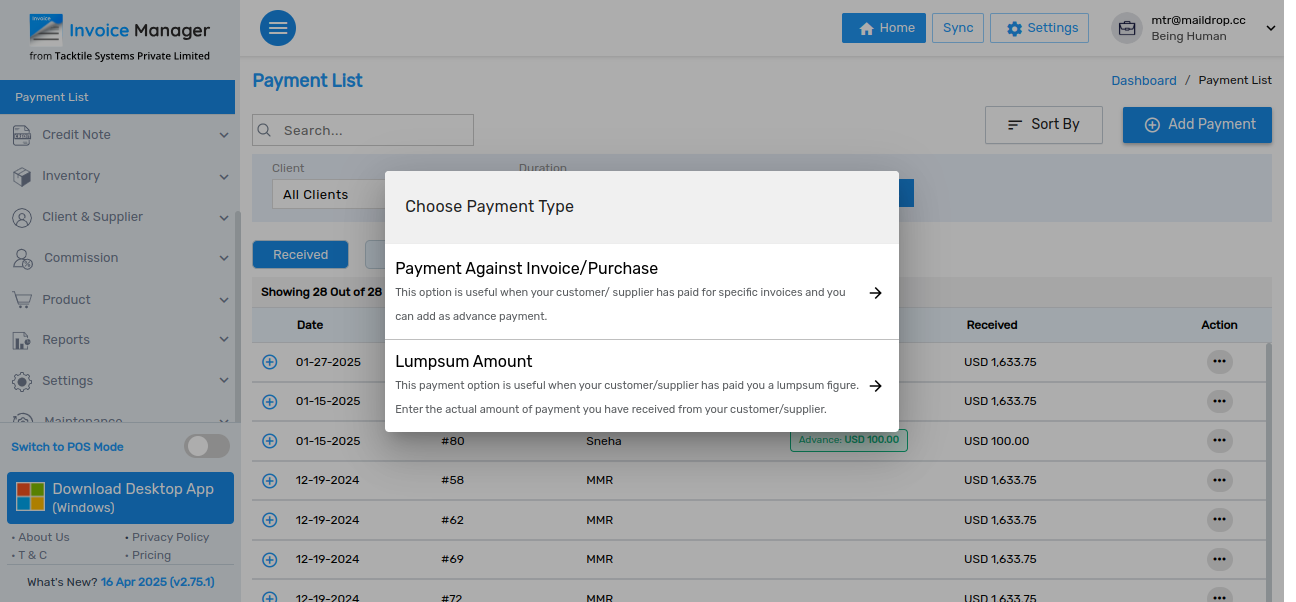 Invoice
Invoice Manager
from Tacktile Systems Private Limited
Home
Sync
Settings
mtr@maildrop.cc
Being Human
Payment List
Credit Note
Inventory
Client & Supplier
Commission
Product
Reports
Settings
Maintenance
Switch to POS Mode
Download Desktop App
(Windows)
• About Us
• Privacy Policy
• T & C
• Pricing
What's New? 16 Apr 2025 (v2.75.1)
Payment List
Dashboard / Payment List
Search...
Sort By
Add Payment
Client
Duration
All Clients
Received
Showing 28 Out of 28
Date
Received
Action
01-27-2025
USD 1,633.75
01-15-2025
USD 1,633.75
01-15-2025
#80
Sneha
Advance: USD 100.00
USD 100.00
12-19-2024
#58
MMR
USD 1,633.75
12-19-2024
#62
MMR
USD 1,633.75
12-19-2024
#69
MMR
USD 1,633.75
12-19-2024
#72
MMR
USD 1,633.75
Choose Payment Type
Payment Against Invoice/Purchase
This option is useful when your customer/ supplier has paid for specific invoices and you
can add as advance payment.
Lumpsum Amount
This payment option is useful when your customer/supplier has paid you a lumpsum figure.
Enter the actual amount of payment you have received from your customer/supplier.